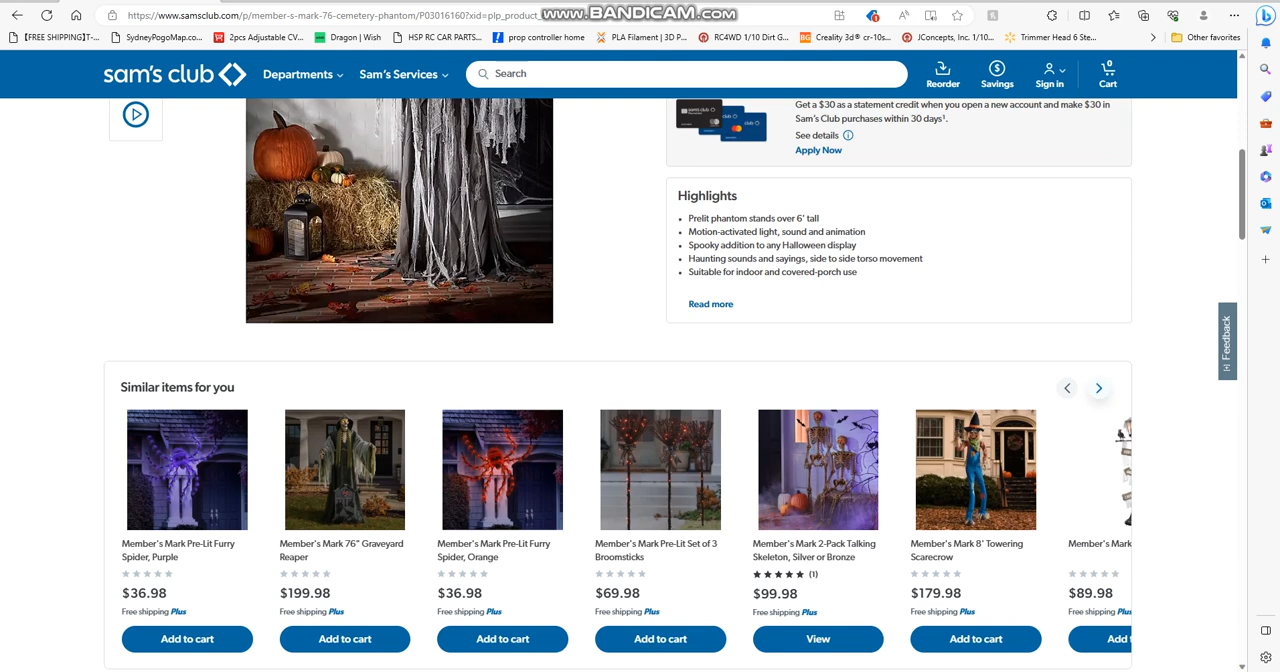 https://www.samsclub.com/p/member-s-mark-76-cemetery-phantom/P03016160?xid=plp_product_
www.BANDICAM.com
[FREE SHIPPING]T-...
SydneyPogoMap.co...
2pcs Adjustable CV...
Dragon | Wish
HSP RC CAR PARTS...
prop controller home
PLA Filament | 3D P...
RC4WD 1/10 Dirt G...
Creality 3d® cr-10s...
JConcepts, Inc. 1/10...
Trimmer Head 6 Ste...
Other favorites
sam's club
Departments
Sam's Services
Search
Reorder
Savings
Sign in
0
Cart
Get a $30 as a statement credit when you open a new account and make $30 in
Sam's Club purchases within 30 days¹.
See details
Apply Now
Highlights
• Prelit phantom stands over 6' tall
• Motion-activated light, sound and animation
• Spooky addition to any Halloween display
• Haunting sounds and sayings, side to side torso movement
• Suitable for indoor and covered-porch use
Read more
Feedback
Similar items for you
Member's Mark Pre-Lit Furry
Spider, Purple
$36.98
Free shipping Plus
Add to cart
Member's Mark 76" Graveyard
Reaper
$199.98
Free shipping Plus
Add to cart
Member's Mark Pre-Lit Furry
Spider, Orange
$36.98
Free shipping Plus
Add to cart
Member's Mark Pre-Lit Set of 3
Broomsticks
$69.98
Free shipping Plus
Add to cart
Member's Mark 2-Pack Talking
Skeleton, Silver or Bronze
(1)
$99.98
Free shipping Plus
View
Member's Mark 8' Towering
Scarecrow
$179.98
Free shipping Plus
Add to cart
Member's Mark
$89.98
Free shipping Plus
Add t